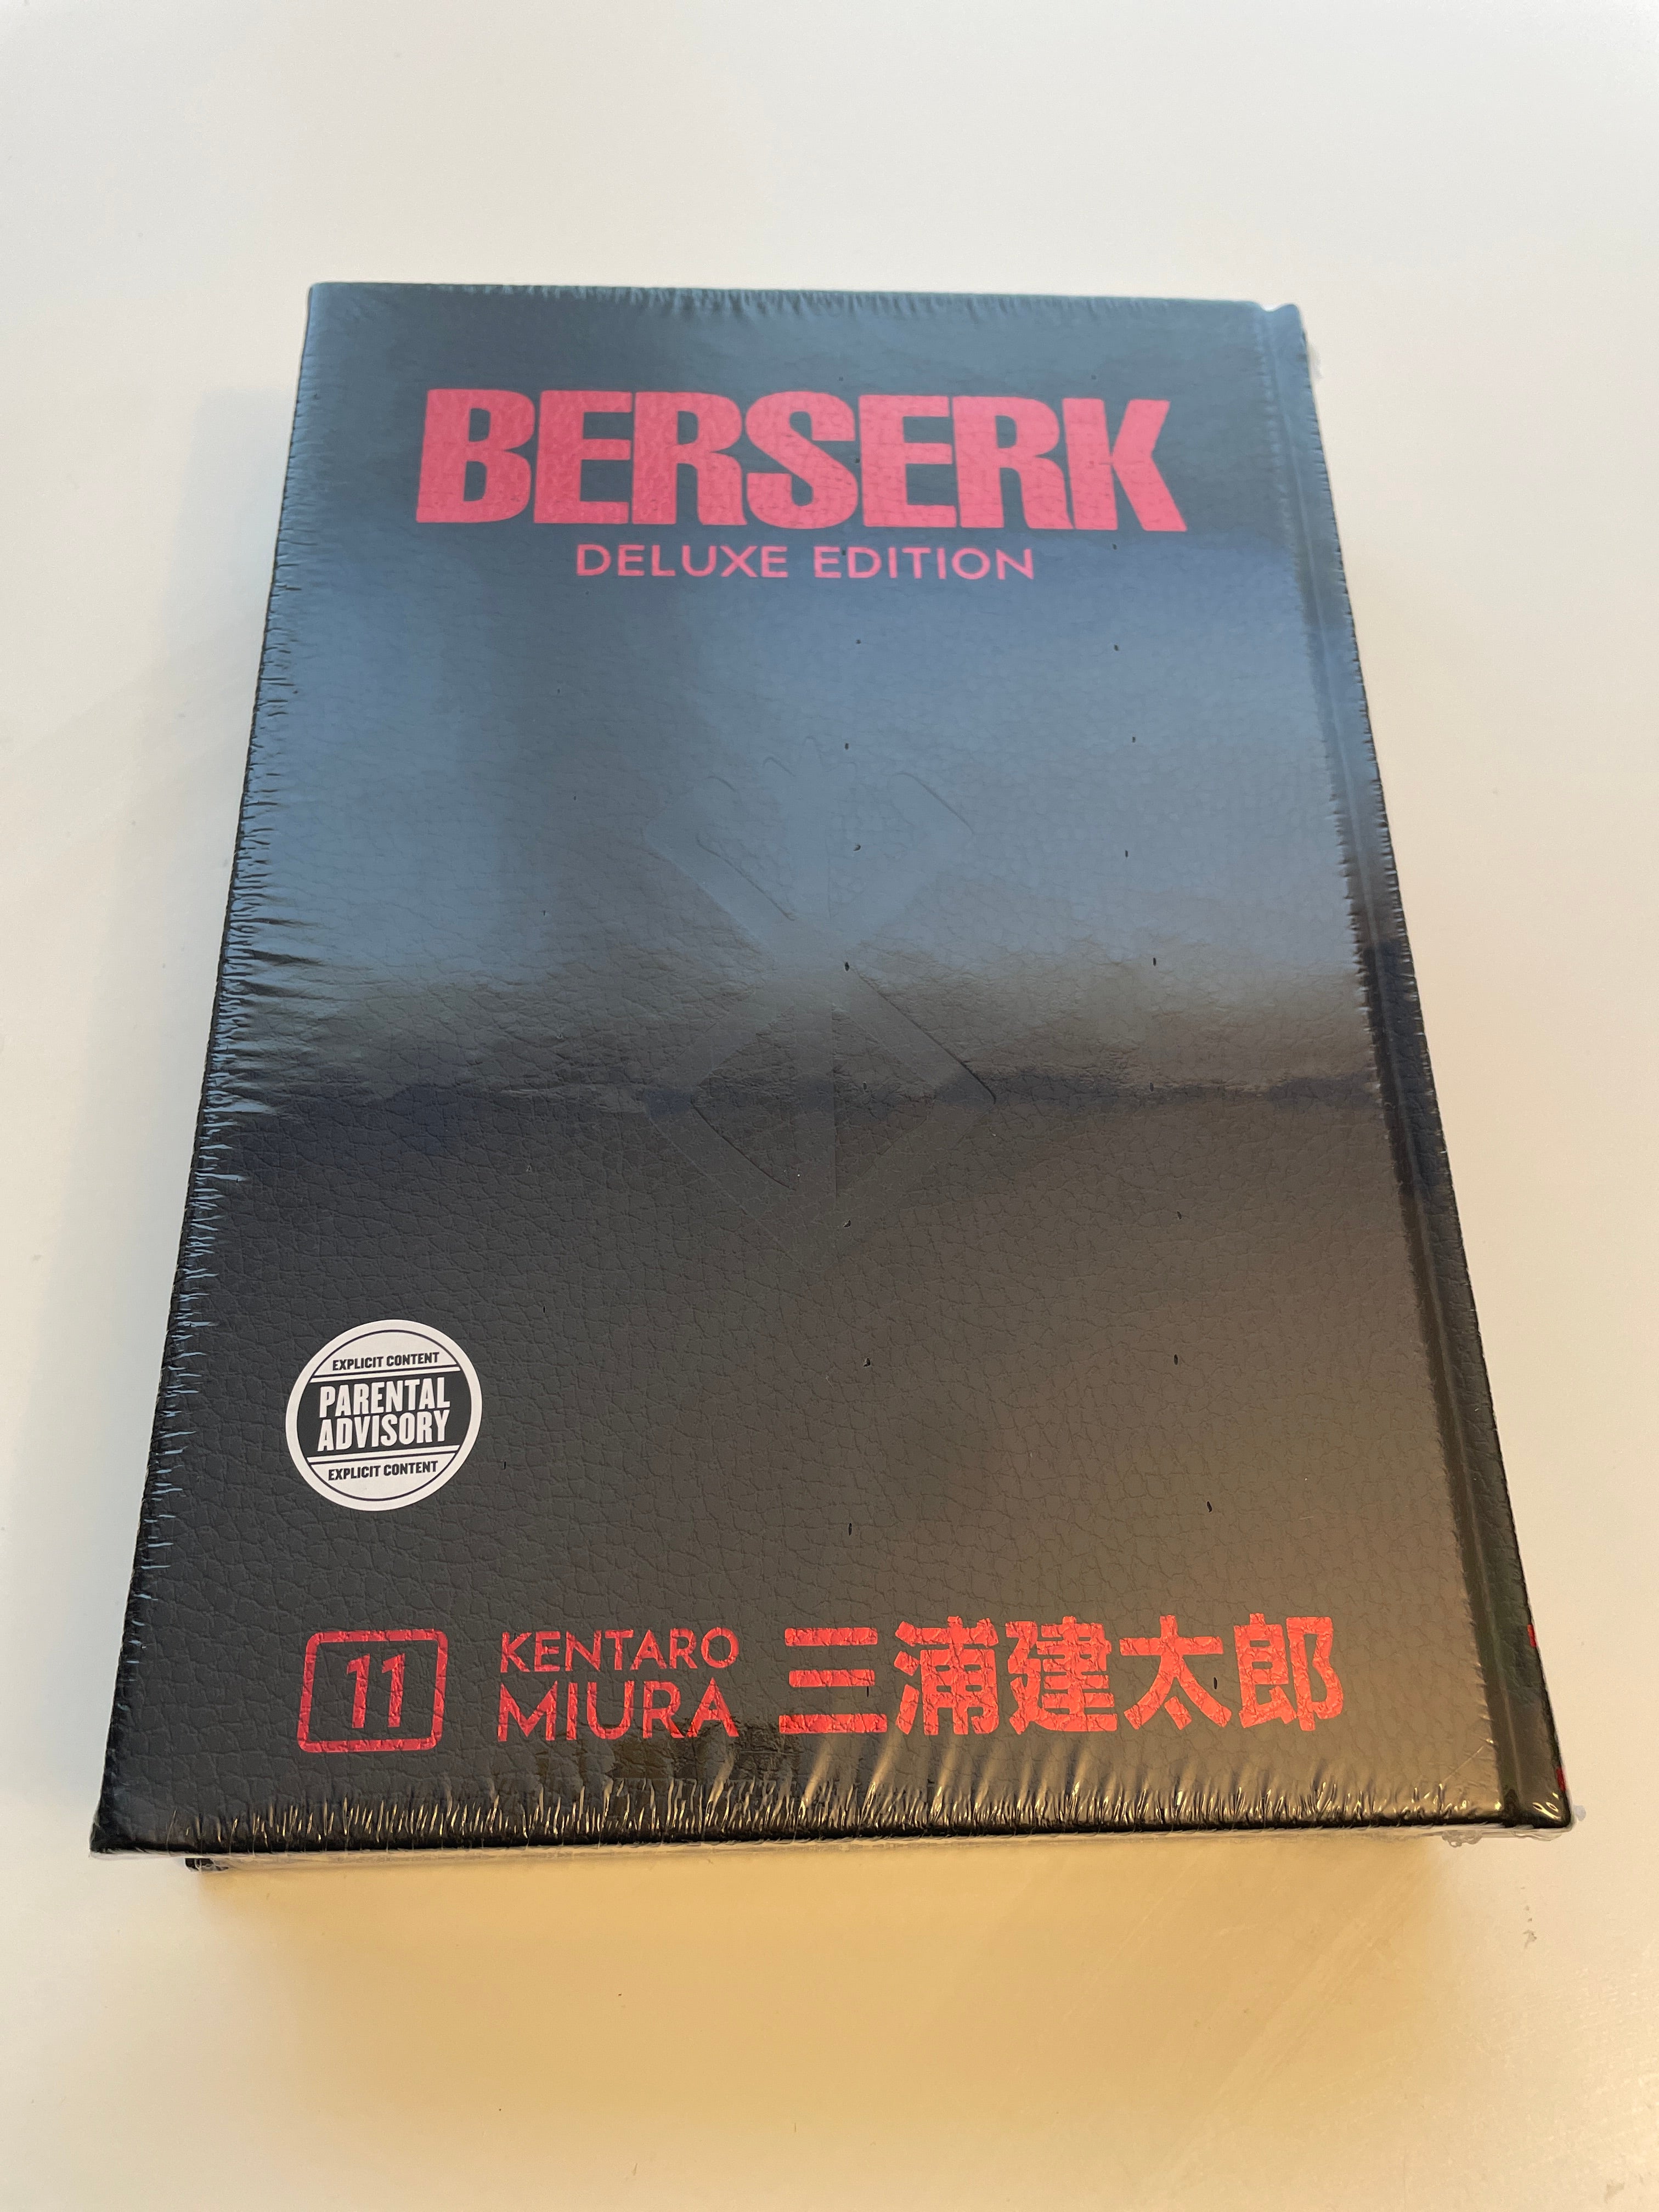 BERSERK
DELUXE EDITION
EXPLICIT CONTENT
PARENTAL
ADVISORY
EXPLICIT CONTENT
11
KENTARO
MIURA
三浦建太郎